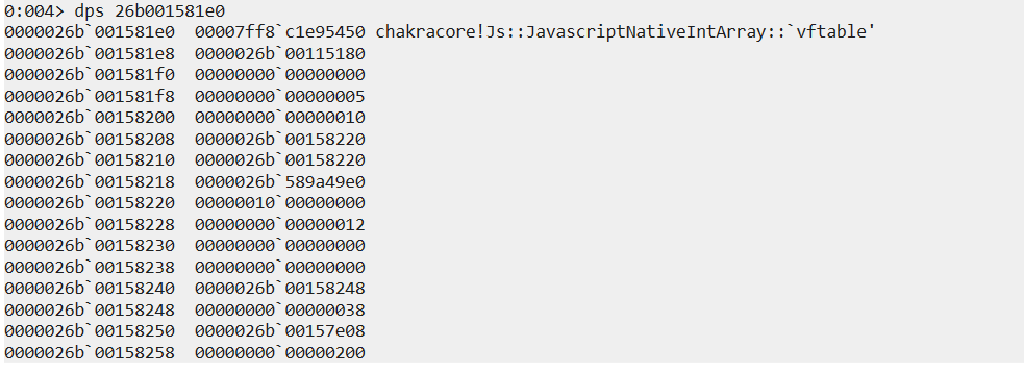 0:004> dps 26b001581e0
0000026b`001581e0  00007ff8`c1e95450 chakracore!Js::JavascriptNativeIntArray::`vftable'
0000026b`001581e8  0000026b`00115180
0000026b`001581f0  00000000`00000000
0000026b`001581f8  00000000`00000005
0000026b`00158200  00000000`00000010
0000026b`00158208  0000026b`00158220
0000026b`00158210  0000026b`00158220
0000026b`00158218  0000026b`589a49e0
0000026b`00158220  00000010`00000000
0000026b`00158228  00000000`00000012
0000026b`00158230  00000000`00000000
0000026b`00158238  00000000`00000000
0000026b`00158240  0000026b`00158248
0000026b`00158248  00000000`00000038
0000026b`00158250  0000026b`00157e08
0000026b`00158258  00000000`00000200